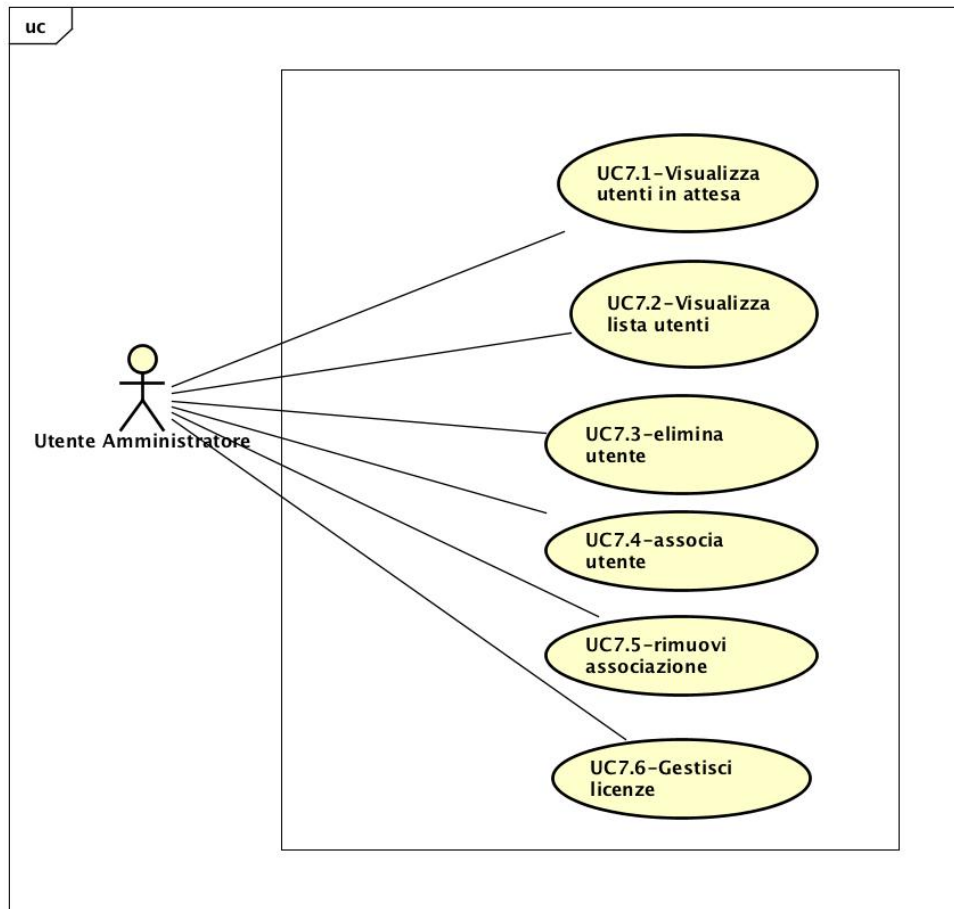 uc
UC7.1-Visualizza
utenti in attesa
UC7.2-Visualizza
lista utenti
Utente Amministratore
UC7.3-elimina
utente
UC7.4-associa
utente
UC7.5-rimuovi
associazione
UC7.6-Gestisci
licenze